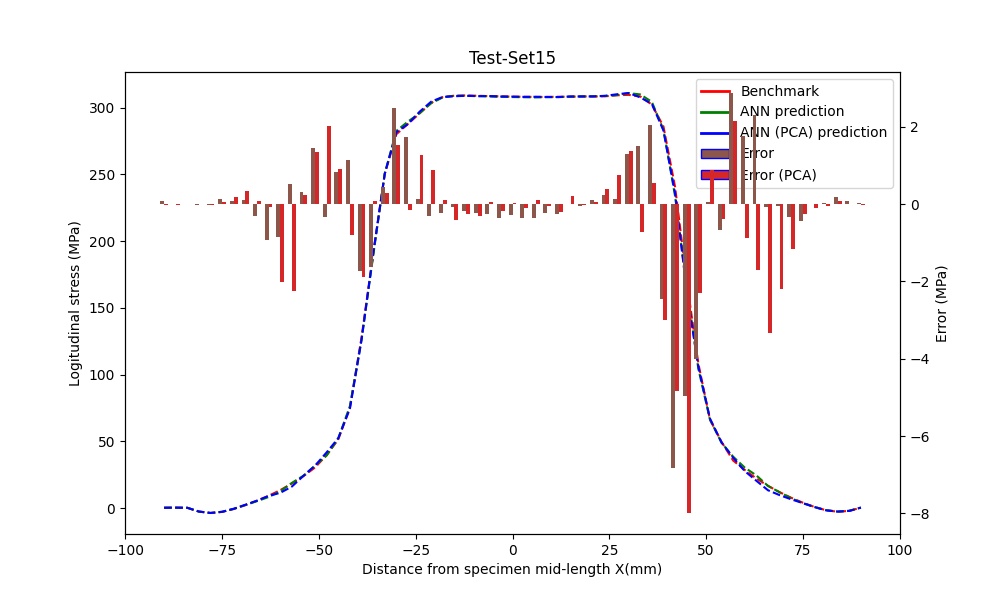 Test-Set15
Benchmark
ANN prediction
ANN (PCA) prediction
Error
Error (PCA)
300
250
200
150
100
50
0
Logitudinal stress (MPa)
2
0
−2
−4
−6
−8
Error (MPa)
−100 −75 −50 −25 0 25 50 75 100
Distance from specimen mid-length X(mm)